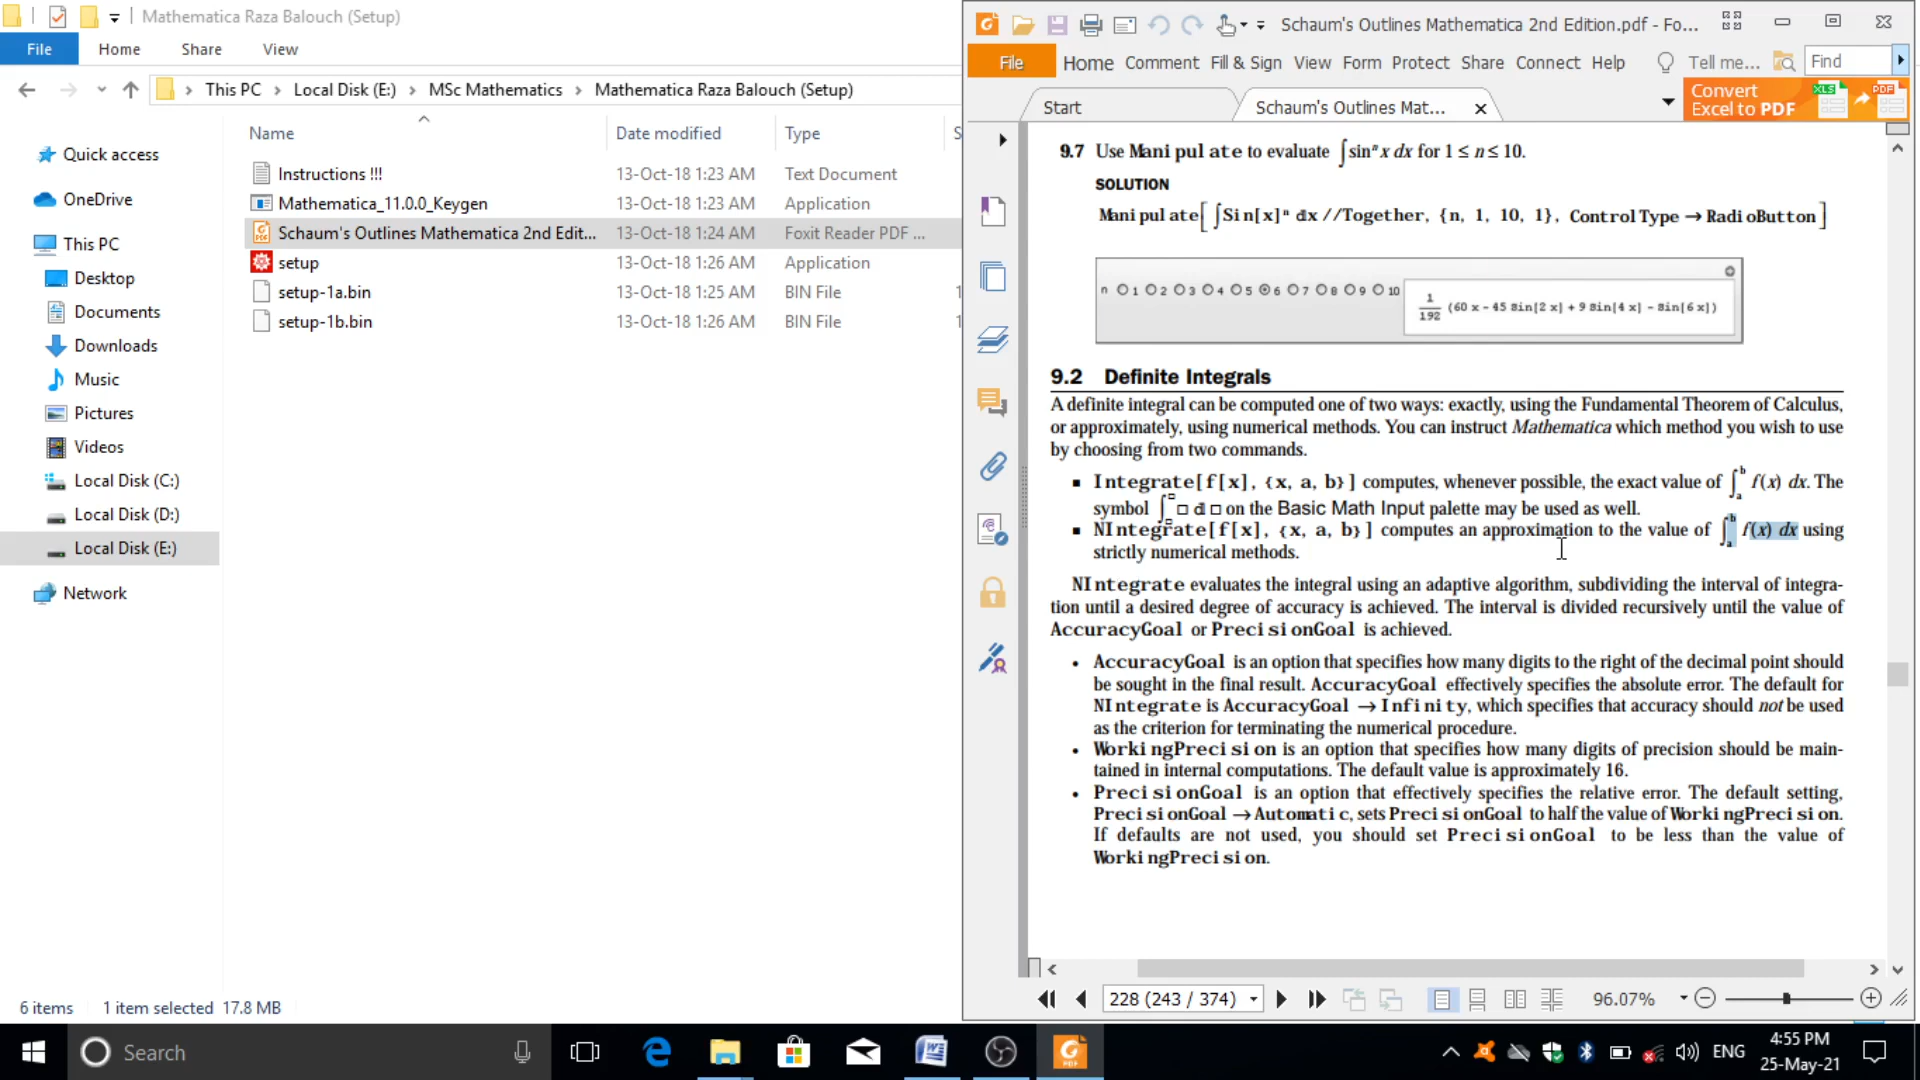 Mathematica Raza Balouch (Setup)
File Home Share View
This PC Local Disk (E:) MSc Mathematics Mathematica Raza Balouch (Setup)
Name Date modified Type S
Quick access
OneDrive
This PC
Desktop
Documents
Downloads
Music
Pictures
Videos
Local Disk (C:)
Local Disk (D:)
Local Disk (E:)
Network
Instructions !!! 13-Oct-18 1:23 AM Text Document
Mathematica_11.0.0_Keygen 13-Oct-18 1:23 AM Application
Schaum's Outlines Mathematica 2nd Edit... 13-Oct-18 1:24 AM Foxit Reader PDF ...
setup 13-Oct-18 1:26 AM Application
setup-1a.bin 13-Oct-18 1:25 AM BIN File 1
setup-1b.bin 13-Oct-18 1:26 AM BIN File 1
6 items 1 item selected 17.8 MB
Schaum's Outlines Mathematica 2nd Edition.pdf - Fo...
File Home Comment Fill & Sign View Form Protect Share Connect Help Tell me... Find
Start Schaum's Outlines Mat...
Convert
Excel to PDF
XLS PDF
9.7 Use Manipulate to evaluate ∫sinⁿ x dx for 1 ≤ n ≤ 10.
SOLUTION
Manipulate[∫Sin[x]ⁿ ⅆx //Together, {n, 1, 10, 1}, ControlType → RadioButton]
n 1 2 3 4 5 6 7 8 9 10
1/192 (60 x - 45 Sin[2 x] + 9 Sin[4 x] - Sin[6 x])
9.2 Definite Integrals
A definite integral can be computed one of two ways: exactly, using the Fundamental Theorem of Calculus,
or approximately, using numerical methods. You can instruct Mathematica which method you wish to use
by choosing from two commands.
▪ Integrate[f[x], {x, a, b}] computes, whenever possible, the exact value of ∫ₐᵇ f(x) dx. The
symbol ∫□ ⅆ□ on the Basic Math Input palette may be used as well.
▪ NIntegrate[f[x], {x, a, b}] computes an approximation to the value of ∫ₐᵇ f(x) dx using
strictly numerical methods.
NIntegrate evaluates the integral using an adaptive algorithm, subdividing the interval of integra-
tion until a desired degree of accuracy is achieved. The interval is divided recursively until the value of
AccuracyGoal or PrecisionGoal is achieved.
• AccuracyGoal is an option that specifies how many digits to the right of the decimal point should
be sought in the final result. AccuracyGoal effectively specifies the absolute error. The default for
NIntegrate is AccuracyGoal → Infinity, which specifies that accuracy should not be used
as the criterion for terminating the numerical procedure.
• WorkingPrecision is an option that specifies how many digits of precision should be main-
tained in internal computations. The default value is approximately 16.
• PrecisionGoal is an option that effectively specifies the relative error. The default setting,
PrecisionGoal → Automatic, sets PrecisionGoal to half the value of WorkingPrecision.
If defaults are not used, you should set PrecisionGoal to be less than the value of
WorkingPrecision.
228 (243 / 374) 96.07%
Search
ENG 4:55 PM
25-May-21